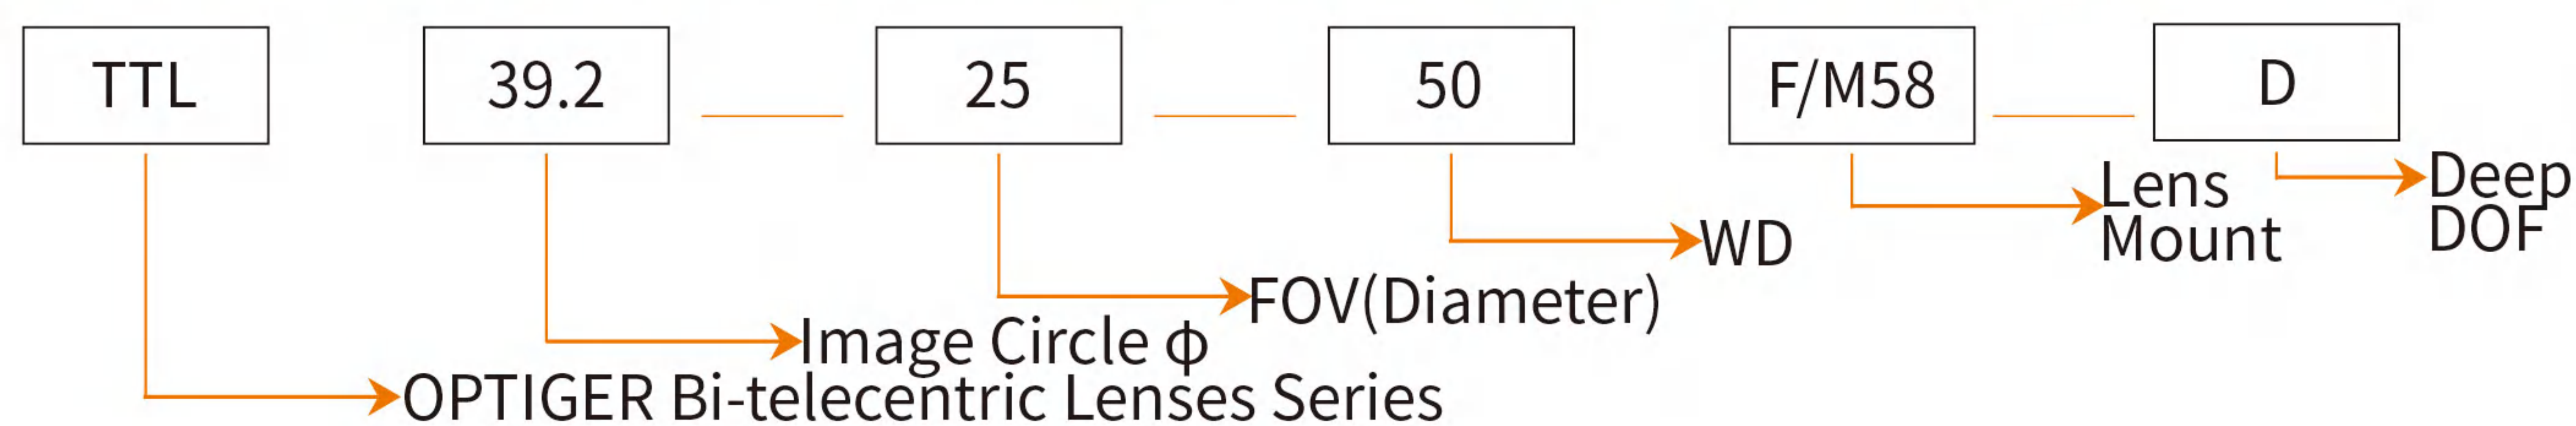 TTL 39.2 25 50 F/M58 D
Deep
DOF
Lens
Mount
WD
FOV(Diameter)
Image Circle ϕ
OPTIGER Bi-telecentric Lenses Series